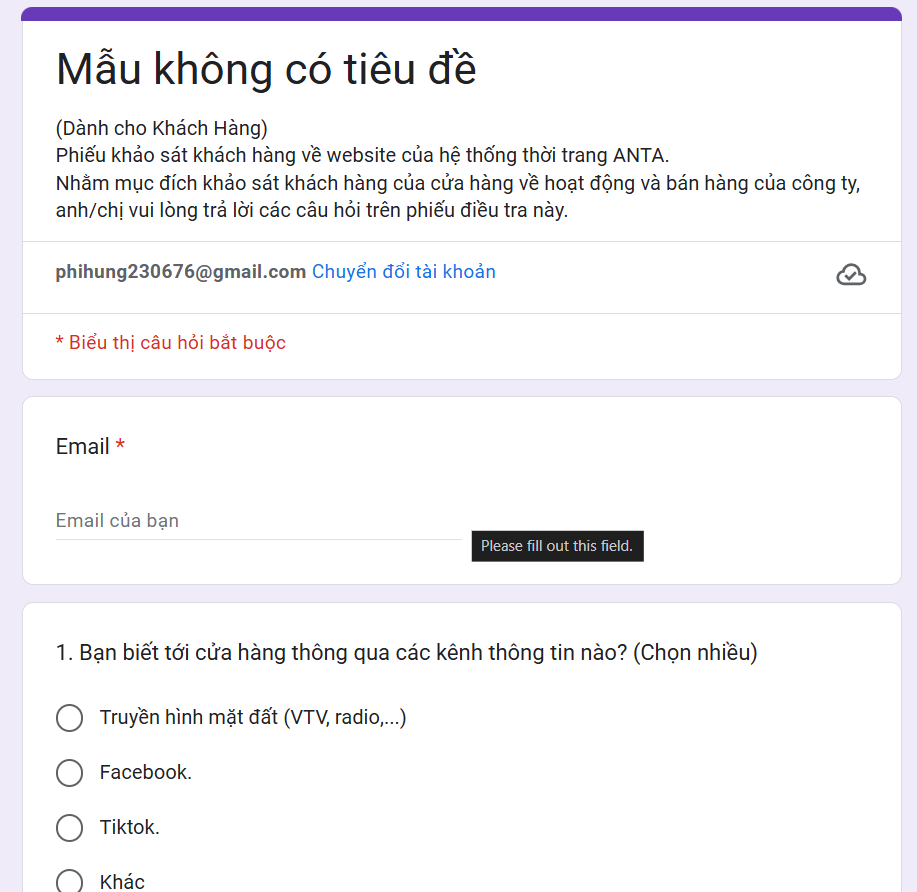 Mẫu không có tiêu đề
(Dành cho Khách Hàng)
Phiếu khảo sát khách hàng về website của hệ thống thời trang ANTA.
Nhằm mục đích khảo sát khách hàng của cửa hàng về hoạt động và bán hàng của công ty,
anh/chị vui lòng trả lời các câu hỏi trên phiếu điều tra này.
phihung230676@gmail.com Chuyển đổi tài khoản
* Biểu thị câu hỏi bắt buộc
Email *
Email của bạn
Please fill out this field.
1. Bạn biết tới cửa hàng thông qua các kênh thông tin nào? (Chọn nhiều)
Truyền hình mặt đất (VTV, radio,...)
Facebook.
Tiktok.
Khác